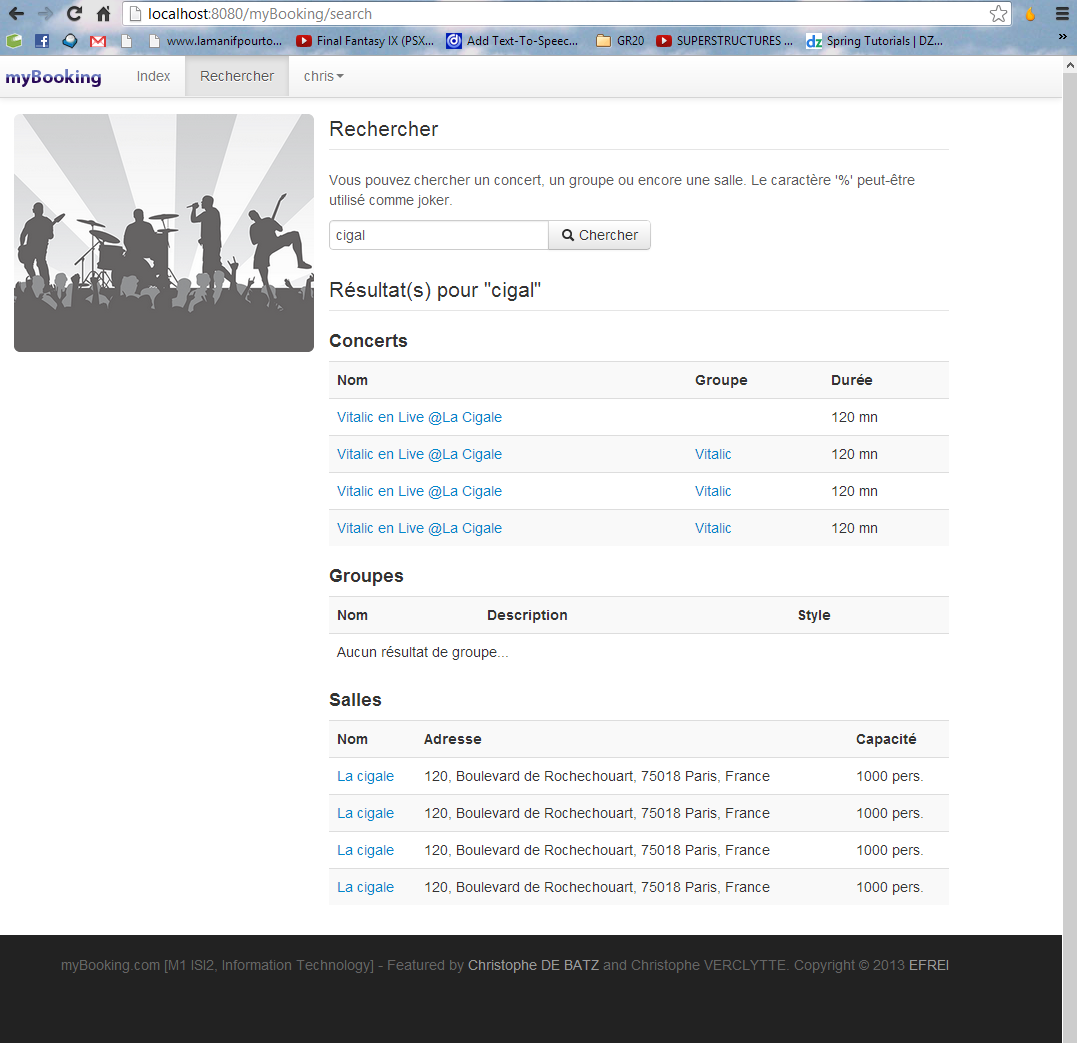 localhost:8080/myBooking/search
www.lamanifpourto... Final Fantasy IX (PSX... Add Text-To-Speec... GR20 SUPERSTRUCTURES ... dz Spring Tutorials | DZ... »
myBooking Index Rechercher chris
Rechercher
Vous pouvez chercher un concert, un groupe ou encore une salle. Le caractère '%' peut-être
utilisé comme joker.
cigal Chercher
Résultat(s) pour "cigal"
Concerts
Nom Groupe Durée
Vitalic en Live @La Cigale 120 mn
Vitalic en Live @La Cigale Vitalic 120 mn
Vitalic en Live @La Cigale Vitalic 120 mn
Vitalic en Live @La Cigale Vitalic 120 mn
Groupes
Nom Description Style
Aucun résultat de groupe...
Salles
Nom Adresse Capacité
La cigale 120, Boulevard de Rochechouart, 75018 Paris, France 1000 pers.
La cigale 120, Boulevard de Rochechouart, 75018 Paris, France 1000 pers.
La cigale 120, Boulevard de Rochechouart, 75018 Paris, France 1000 pers.
La cigale 120, Boulevard de Rochechouart, 75018 Paris, France 1000 pers.
myBooking.com [M1 ISI2, Information Technology] - Featured by Christophe DE BATZ and Christophe VERCLYTTE. Copyright © 2013 EFREI